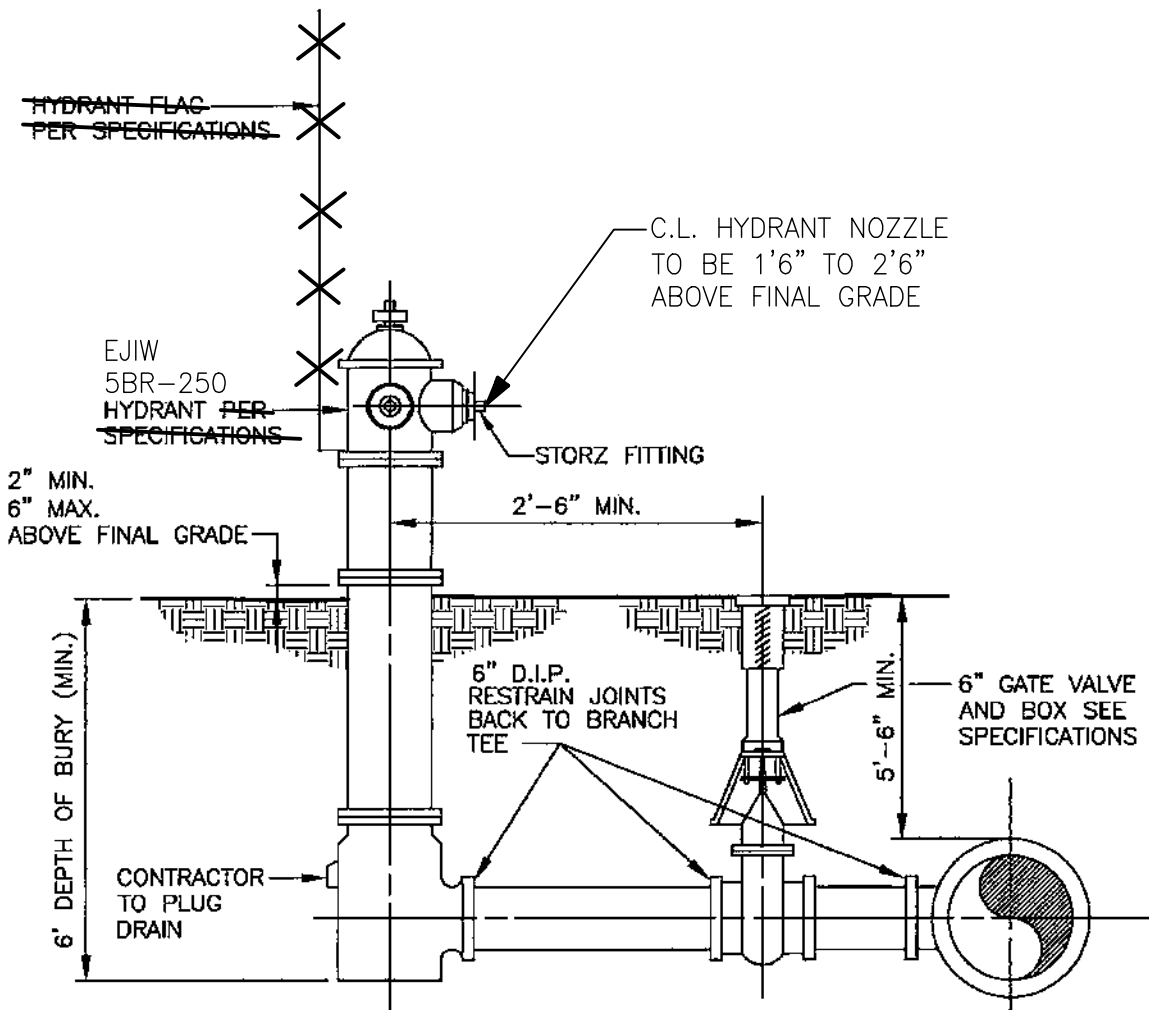 HYDRANT FLAG
PER SPECIFICATIONS
C.L. HYDRANT NOZZLE
TO BE 1'6" TO 2'6"
ABOVE FINAL GRADE
EJIW
5BR-250
HYDRANT PER
SPECIFICATIONS
STORZ FITTING
2" MIN.
6" MAX.
ABOVE FINAL GRADE
2'-6" MIN.
6' DEPTH OF BURY (MIN.)
6" D.I.P.
RESTRAIN JOINTS
BACK TO BRANCH
TEE
5'-6" MIN.
6" GATE VALVE
AND BOX SEE
SPECIFICATIONS
CONTRACTOR
TO PLUG
DRAIN